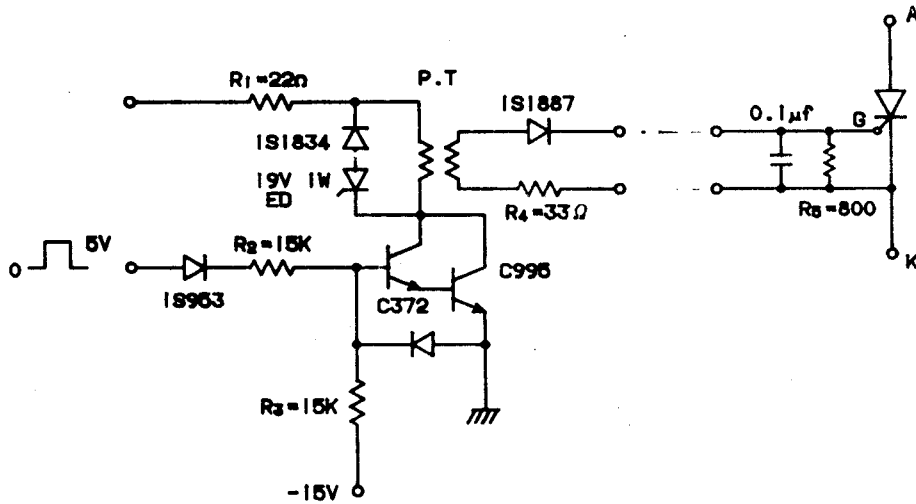 A
P.T
R1=22Ω
1S1887
0.1μf
1S1834
G
19V 1W
ED
R4=33Ω
R5=800
5V
R2=15K
0
C995
K
1S953
C372
R3=15K
-15V